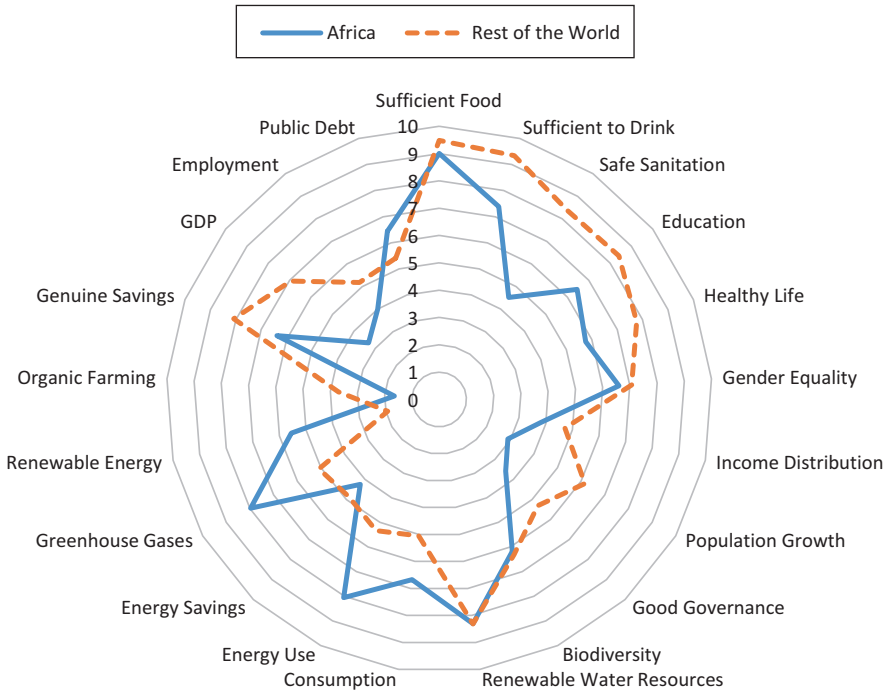 Africa Rest of the World
Sufficient Food
Public Debt Sufficient to Drink
Employment Safe Sanitation
GDP Education
Genuine Savings Healthy Life
Organic Farming Gender Equality
Renewable Energy Income Distribution
Greenhouse Gases Population Growth
Energy Savings Good Governance
Energy Use Biodiversity
Consumption Renewable Water Resources
10
9
8
7
6
5
4
3
2
1
0